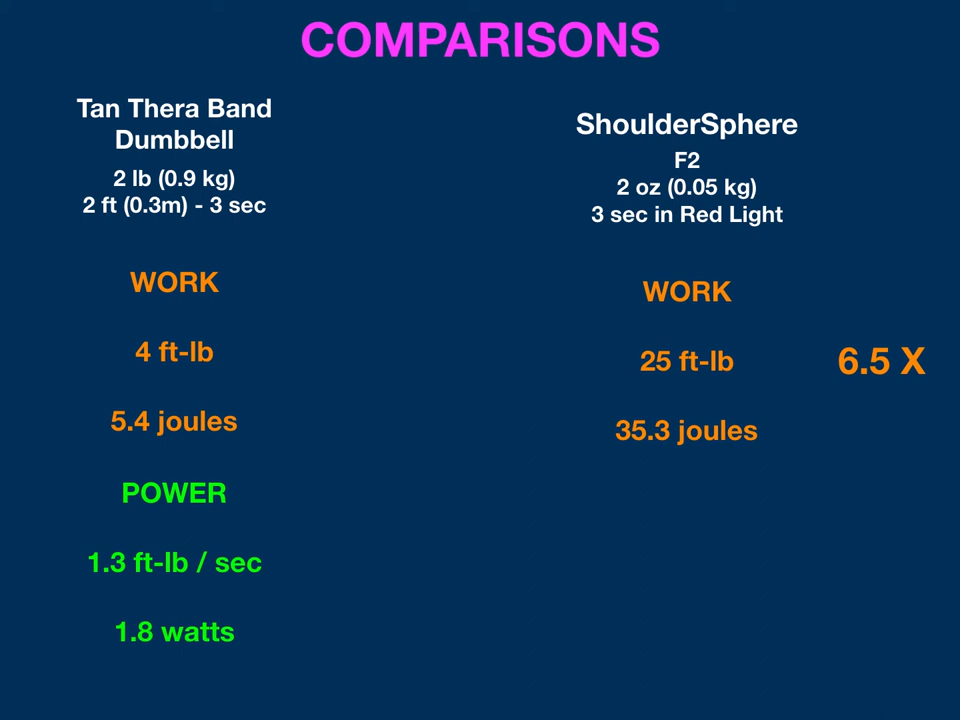 COMPARISONS
Tan Thera Band
Dumbbell
2 lb (0.9 kg)
2 ft (0.3m) - 3 sec
WORK
4 ft-lb
5.4 joules
POWER
1.3 ft-lb / sec
1.8 watts
ShoulderSphere
F2
2 oz (0.05 kg)
3 sec in Red Light
WORK
25 ft-lb
35.3 joules
6.5 X